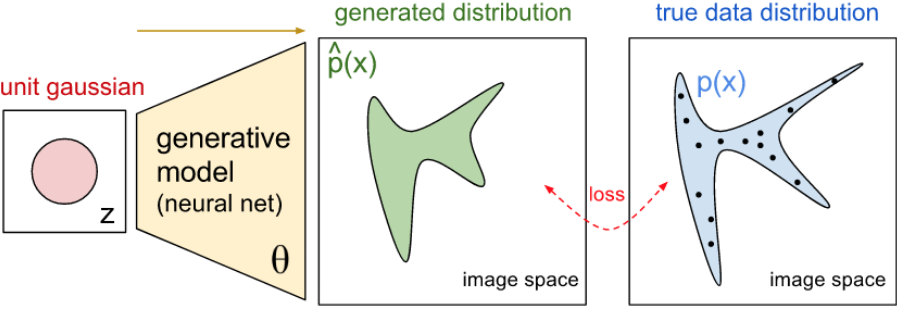 generated distribution
true data distribution
p̂(x)
p(x)
unit gaussian
generative
model
(neural net)
z
θ
loss
image space
image space